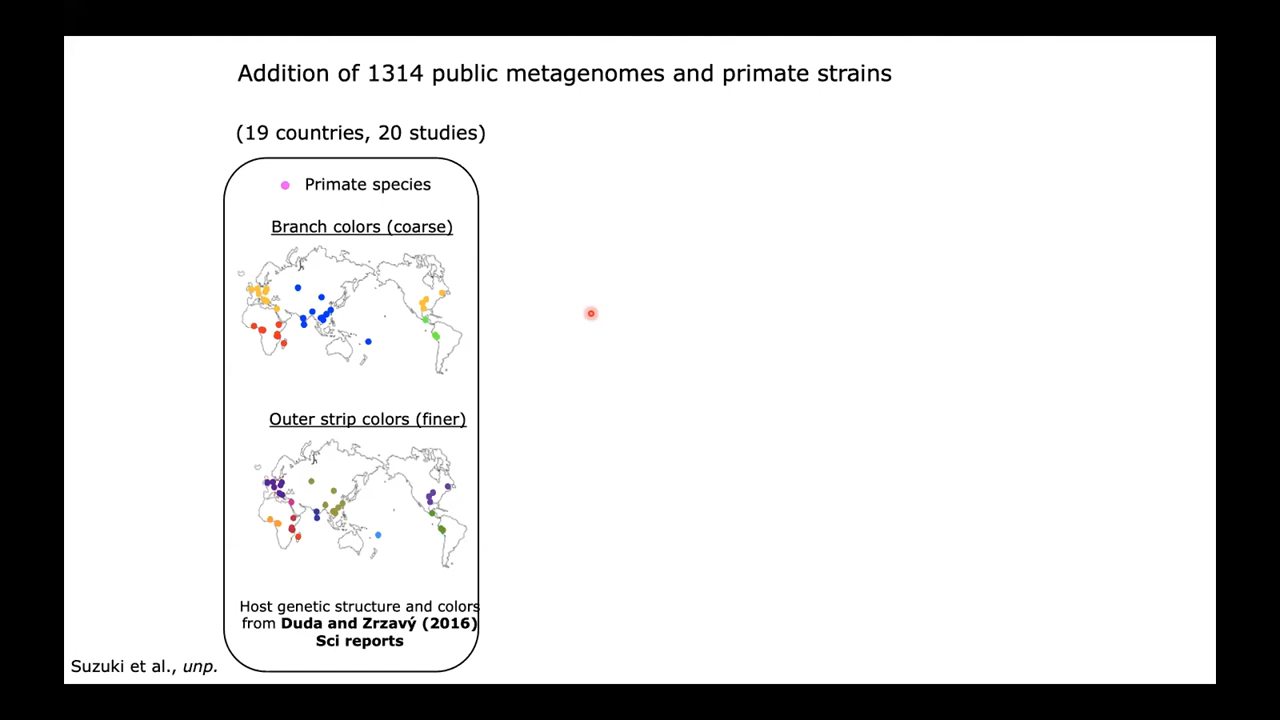 Addition of 1314 public metagenomes and primate strains
(19 countries, 20 studies)
Primate species
Branch colors (coarse)
Outer strip colors (finer)
Host genetic structure and colors
from Duda and Zrzavý (2016)
Sci reports
Suzuki et al., unp.